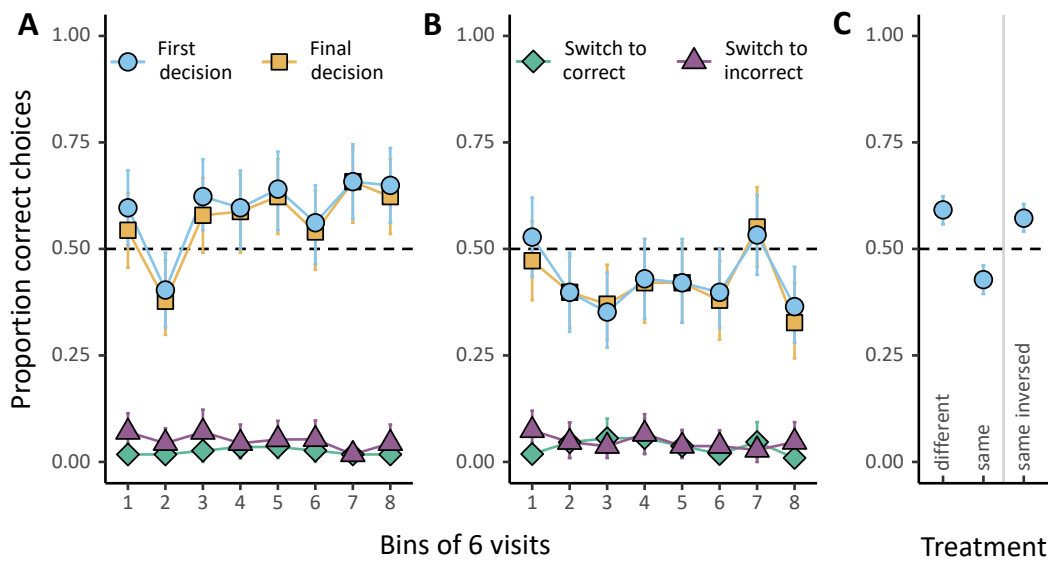 A
B
C
First
decision
Final
decision
Switch to
correct
Switch to
incorrect
Proportion correct choices
1.00
0.75
0.50
0.25
0.00
1 2 3 4 5 6 7 8
1.00
0.75
0.50
0.25
0.00
1 2 3 4 5 6 7 8
Bins of 6 visits
1.00
0.75
0.50
0.25
0.00
different
same
same inversed
Treatment